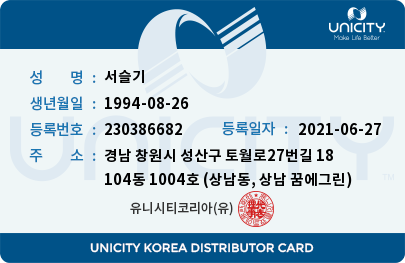 UNICITY
Make Life Better
성 명 : 서슬기
생년월일 : 1994-08-26
등록번호 : 230386682 등록일자 : 2021-06-27
주 소 : 경남 창원시 성산구 토월로27번길 18
104동 1004호 (상남동, 상남 꿈에그린)
유니시티코리아(유)
UNICITY
UNICITY KOREA DISTRIBUTOR CARD